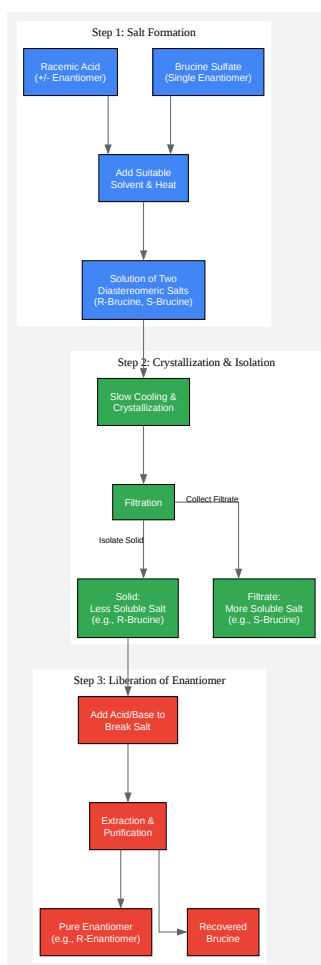 Step 1: Salt Formation
Racemic Acid
(+/- Enantiomer)
Brucine Sulfate
(Single Enantiomer)
Add Suitable
Solvent & Heat
Solution of Two
Diastereomeric Salts
(R-Brucine, S-Brucine)
Step 2: Crystallization & Isolation
Slow Cooling &
Crystallization
Filtration
Collect Filtrate
Isolate Solid
Solid:
Less Soluble Salt
(e.g., R-Brucine)
Filtrate:
More Soluble Salt
(e.g., S-Brucine)
Step 3: Liberation of Enantiomer
Add Acid/Base to
Break Salt
Extraction &
Purification
Pure Enantiomer
(e.g., R-Enantiomer)
Recovered
Brucine